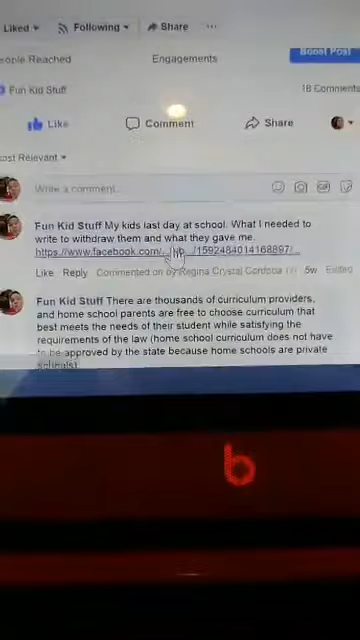 Liked Following Share ...
eople Reached Engagements Boost Post
Fun Kid Stuff 16 Comments
Like Comment Share
ost Relevant
Write a comment...
Fun Kid Stuff My kids last day at school. What I needed to
write to withdraw them and what they gave me.
https://www.facebook.com/.../1592484014168897/...
Like Reply Commented on by Regina Crystal 5w Edited
Fun Kid Stuff There are thousands of curriculum providers,
and home school parents are free to choose curriculum that
best meets the needs of their student while satisfying the
requirements of the law (home school curriculum does not have
to be approved by the state because home schools are private
schools)
b